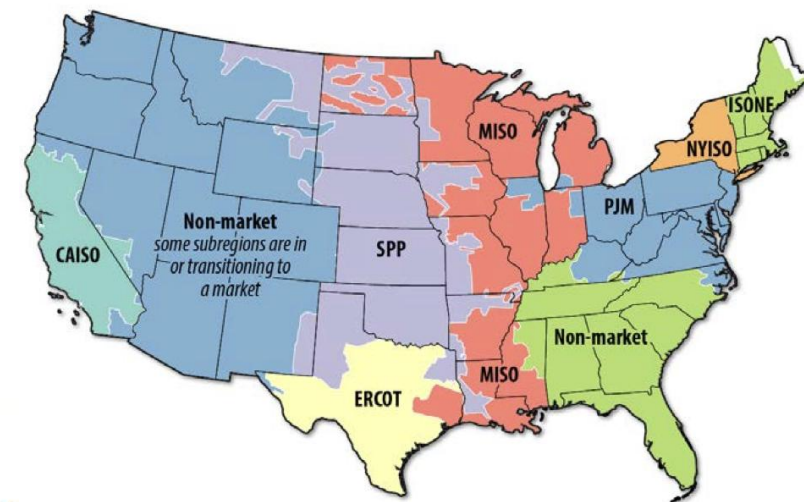 ISONE
MISO
NYISO
PJM
Non-market
some subregions are in
or transitioning to
a market
CAISO
SPP
Non-market
MISO
ERCOT